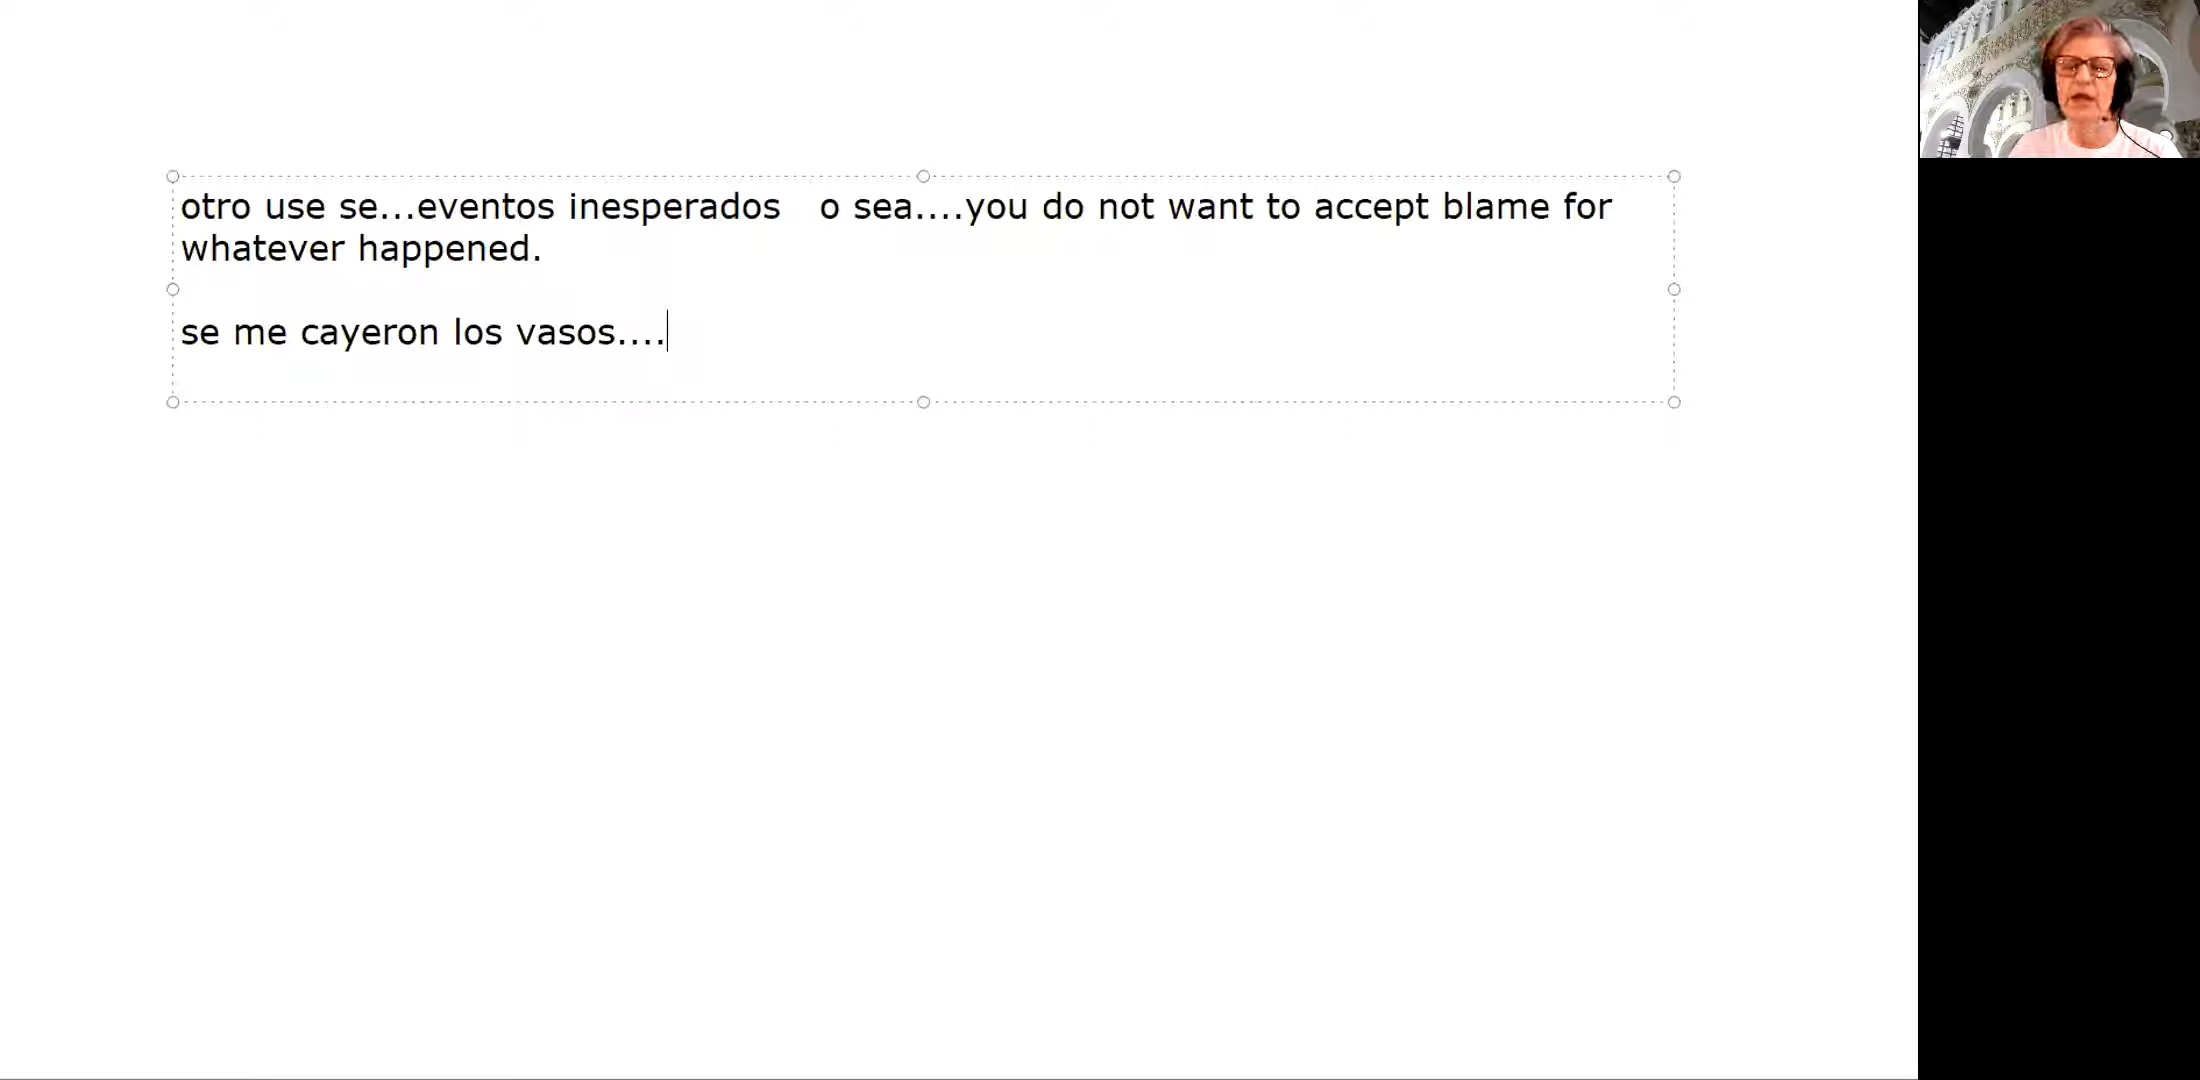 otro use se...eventos inesperados   o sea....you do not want to accept blame for
whatever happened.
se me cayeron los vasos....